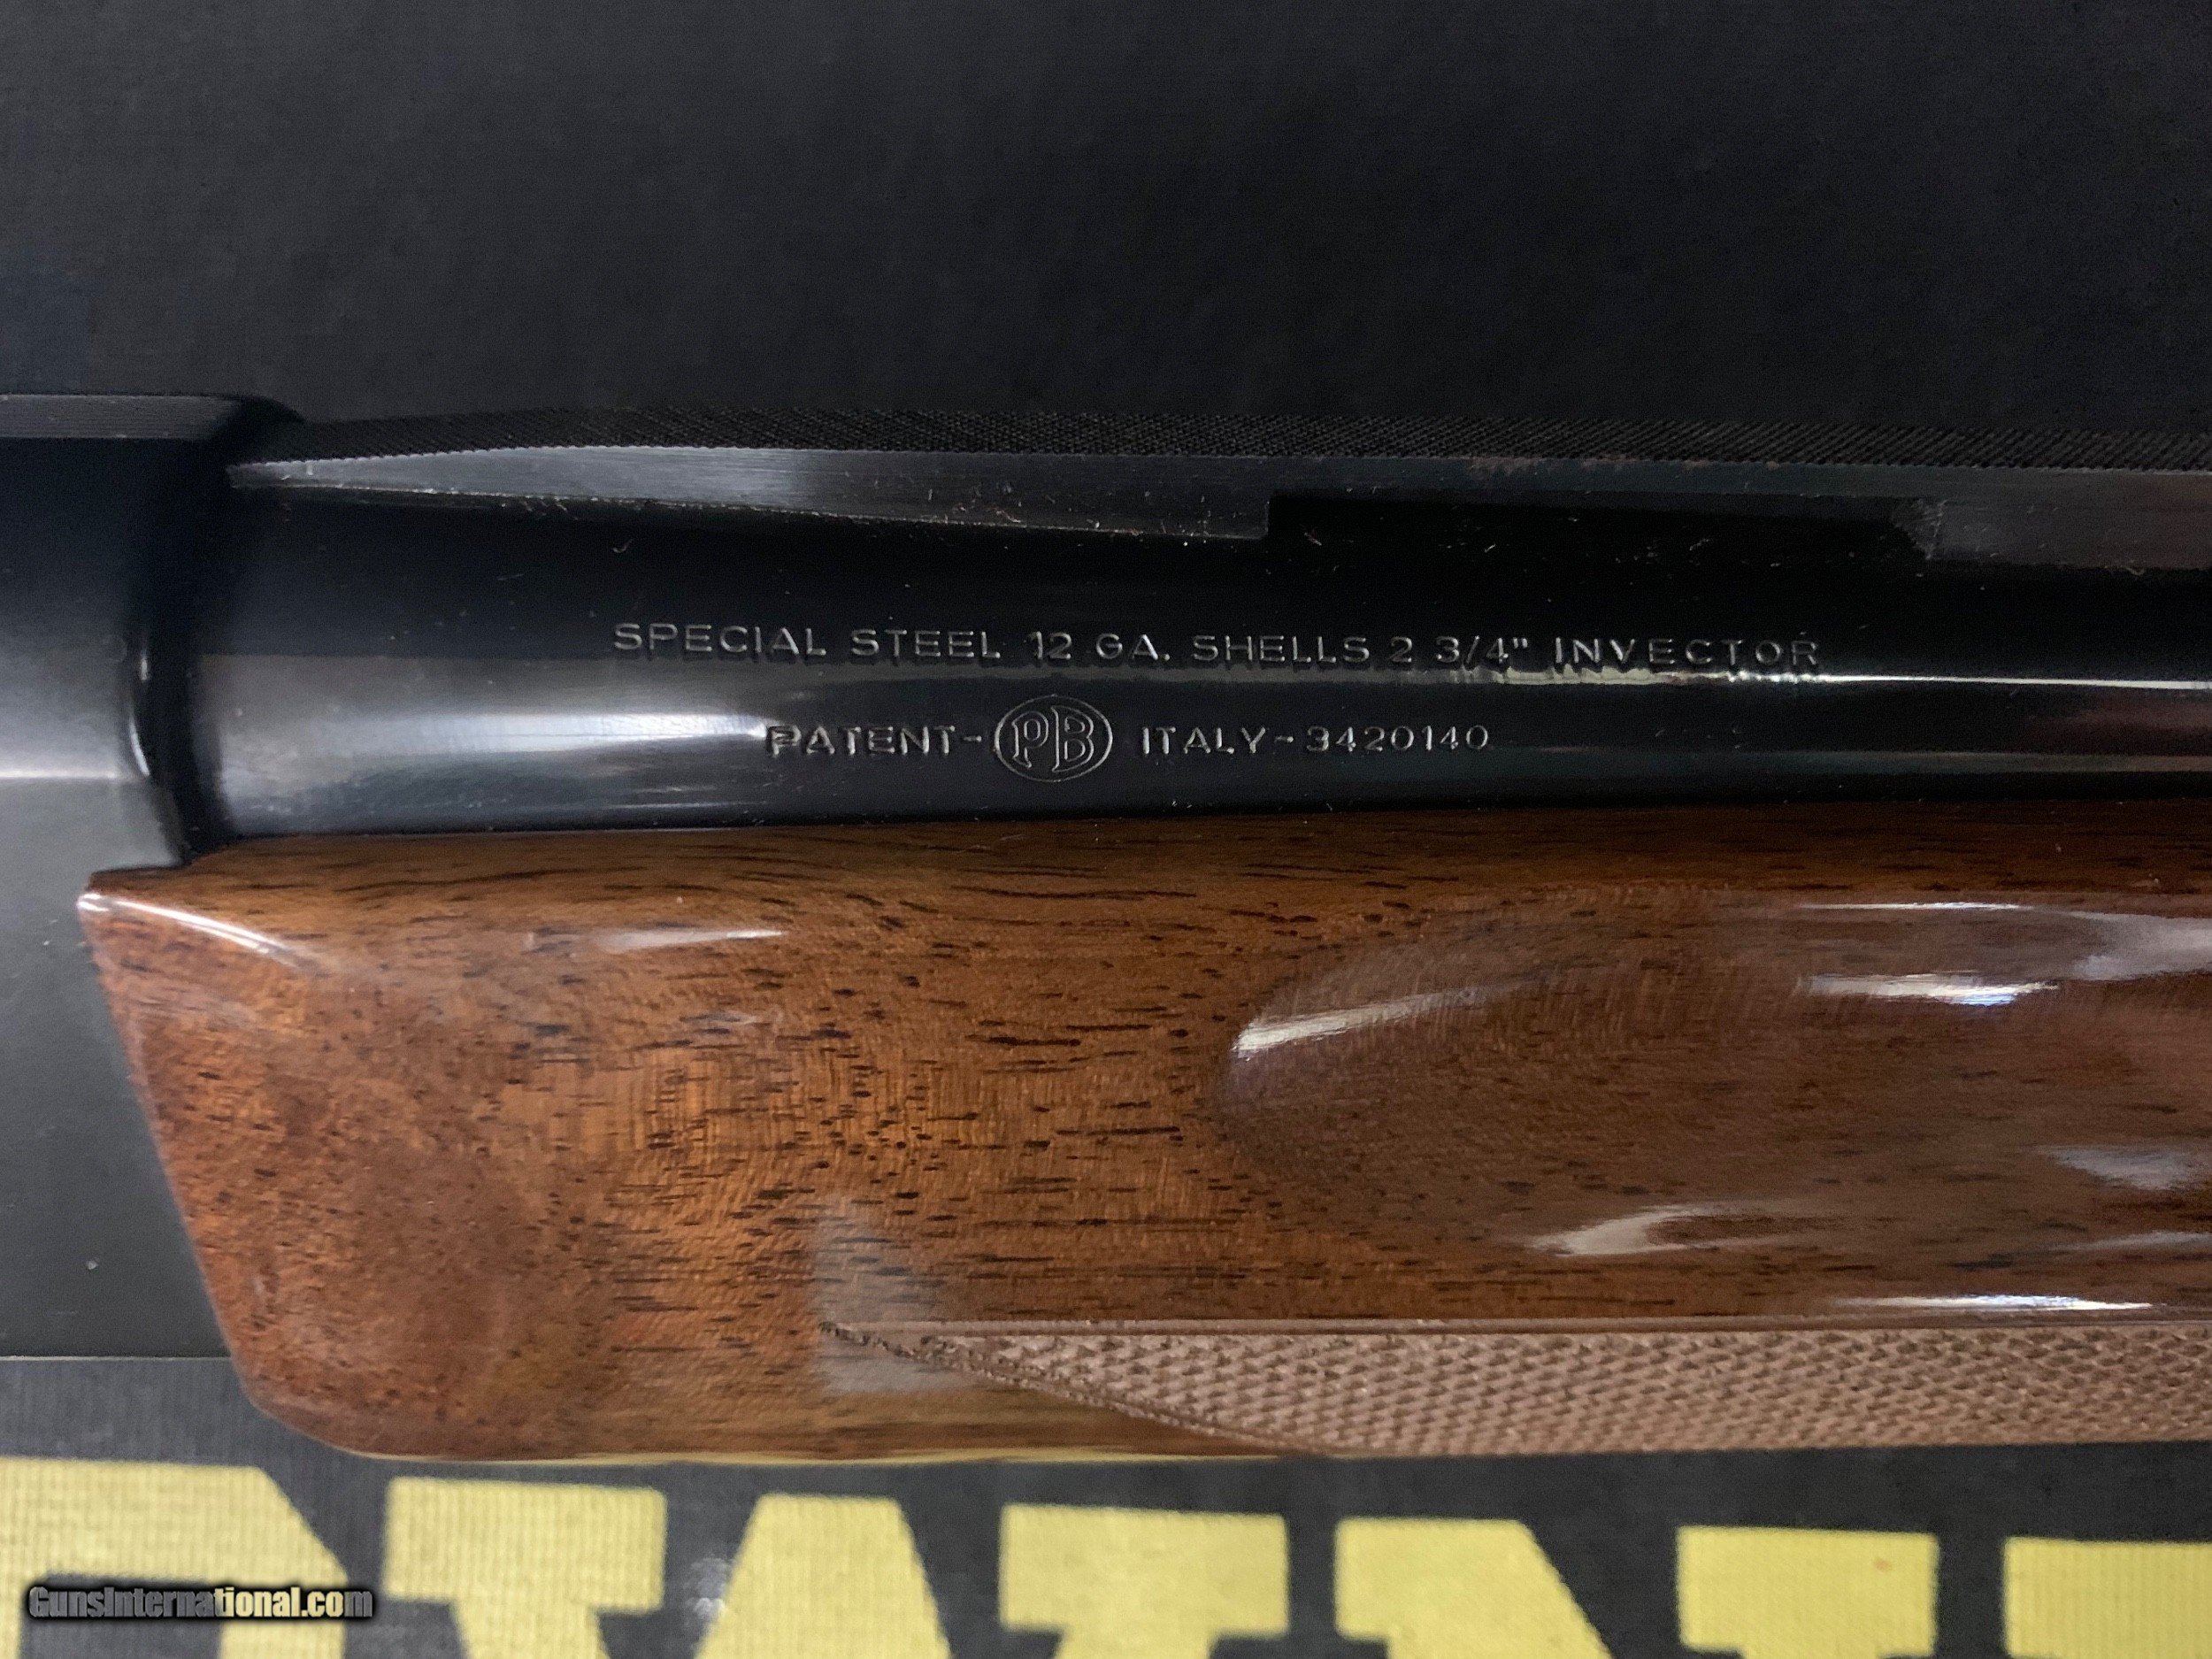 SPECIAL STEEL 12 GA. SHELLS 2 3/4" INVECTOR
PATENT-PB ITALY-3420140
GunsInternational.com